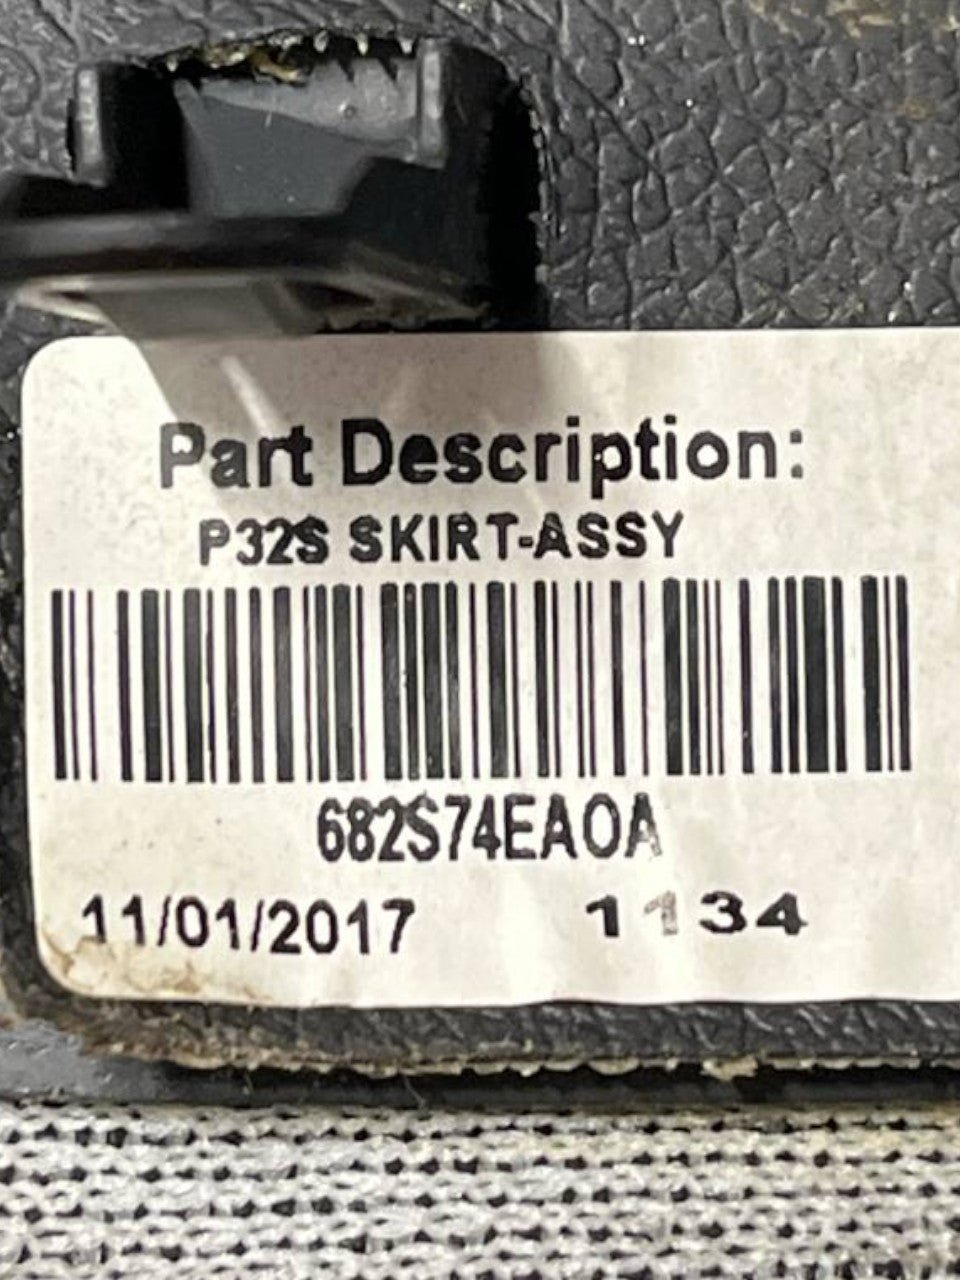 Part Description:
P32S SKIRT-ASSY
682S74EA0A
11/01/2017 1134